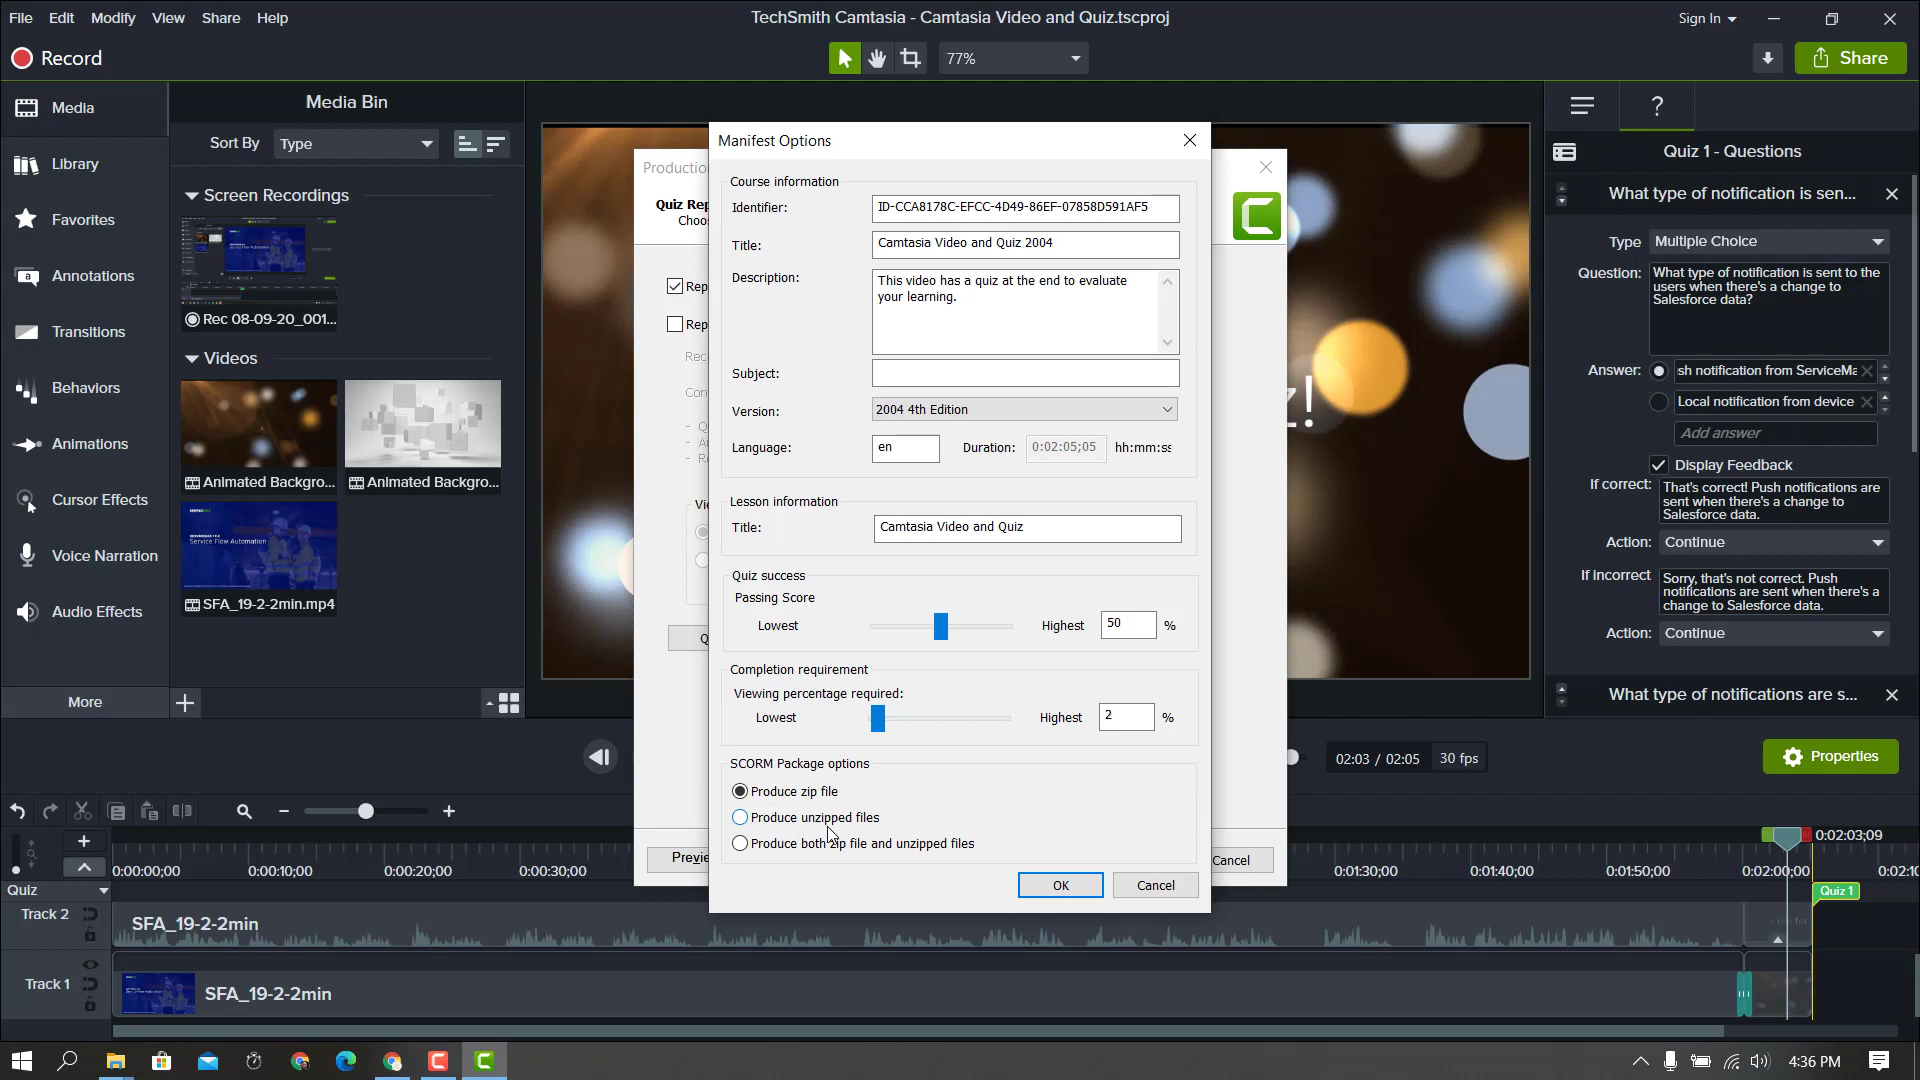 File Edit Modify View Share Help
TechSmith Camtasia - Camtasia Video and Quiz.tscproj
Sign In
Record
77%
Share
Media
Library
Favorites
Annotations
Transitions
Behaviors
Animations
Cursor Effects
Voice Narration
Audio Effects
More
Media Bin
Sort By
Type
Screen Recordings
Rec 08-09-20_001...
Videos
Animated Backgro...
Animated Backgro...
Service Flow Automation
SFA_19-2-2min.mp4
Production
Quiz Rep
Choo
Rep
Rep
Previe
Cancel
Manifest Options
Course information
Identifier:
ID-CCA8178C-EFCC-4D49-86EF-07858D591AF5
Title:
Camtasia Video and Quiz 2004
Description:
This video has a quiz at the end to evaluate
your learning.
Subject:
Version:
2004 4th Edition
Language:
en
Duration:
0:02:05;05
hh:mm:ss
Lesson information
Title:
Camtasia Video and Quiz
Quiz success
Passing Score
Lowest
Highest
50
%
Completion requirement
Viewing percentage required:
Lowest
Highest
2
%
SCORM Package options
Produce zip file
Produce unzipped files
Produce both zip file and unzipped files
OK
Cancel
z!
?
Quiz 1 - Questions
What type of notification is sen...
Type
Multiple Choice
Question:
What type of notification is sent to the
users when there's a change to
Salesforce data?
Answer:
sh notification from ServiceMa
Local notification from device
Add answer
Display Feedback
If correct:
That's correct! Push notifications are
sent when there's a change to
Salesforce data.
Action:
Continue
If incorrect
Sorry, that's not correct. Push
notifications are sent when there's a
change to Salesforce data.
Action:
Continue
What type of notifications are s...
02:03 / 02:05
30 fps
Properties
0:02:03;09
0:00:00;00
0:00:10;00
0:00:20;00
0:00:30;00
0:01:30;00
0:01:40;00
0:01:50;00
0:02:00;00
0:02:10
Quiz
Quiz 1
Track 2
SFA_19-2-2min
Track 1
SFA_19-2-2min
4:36 PM